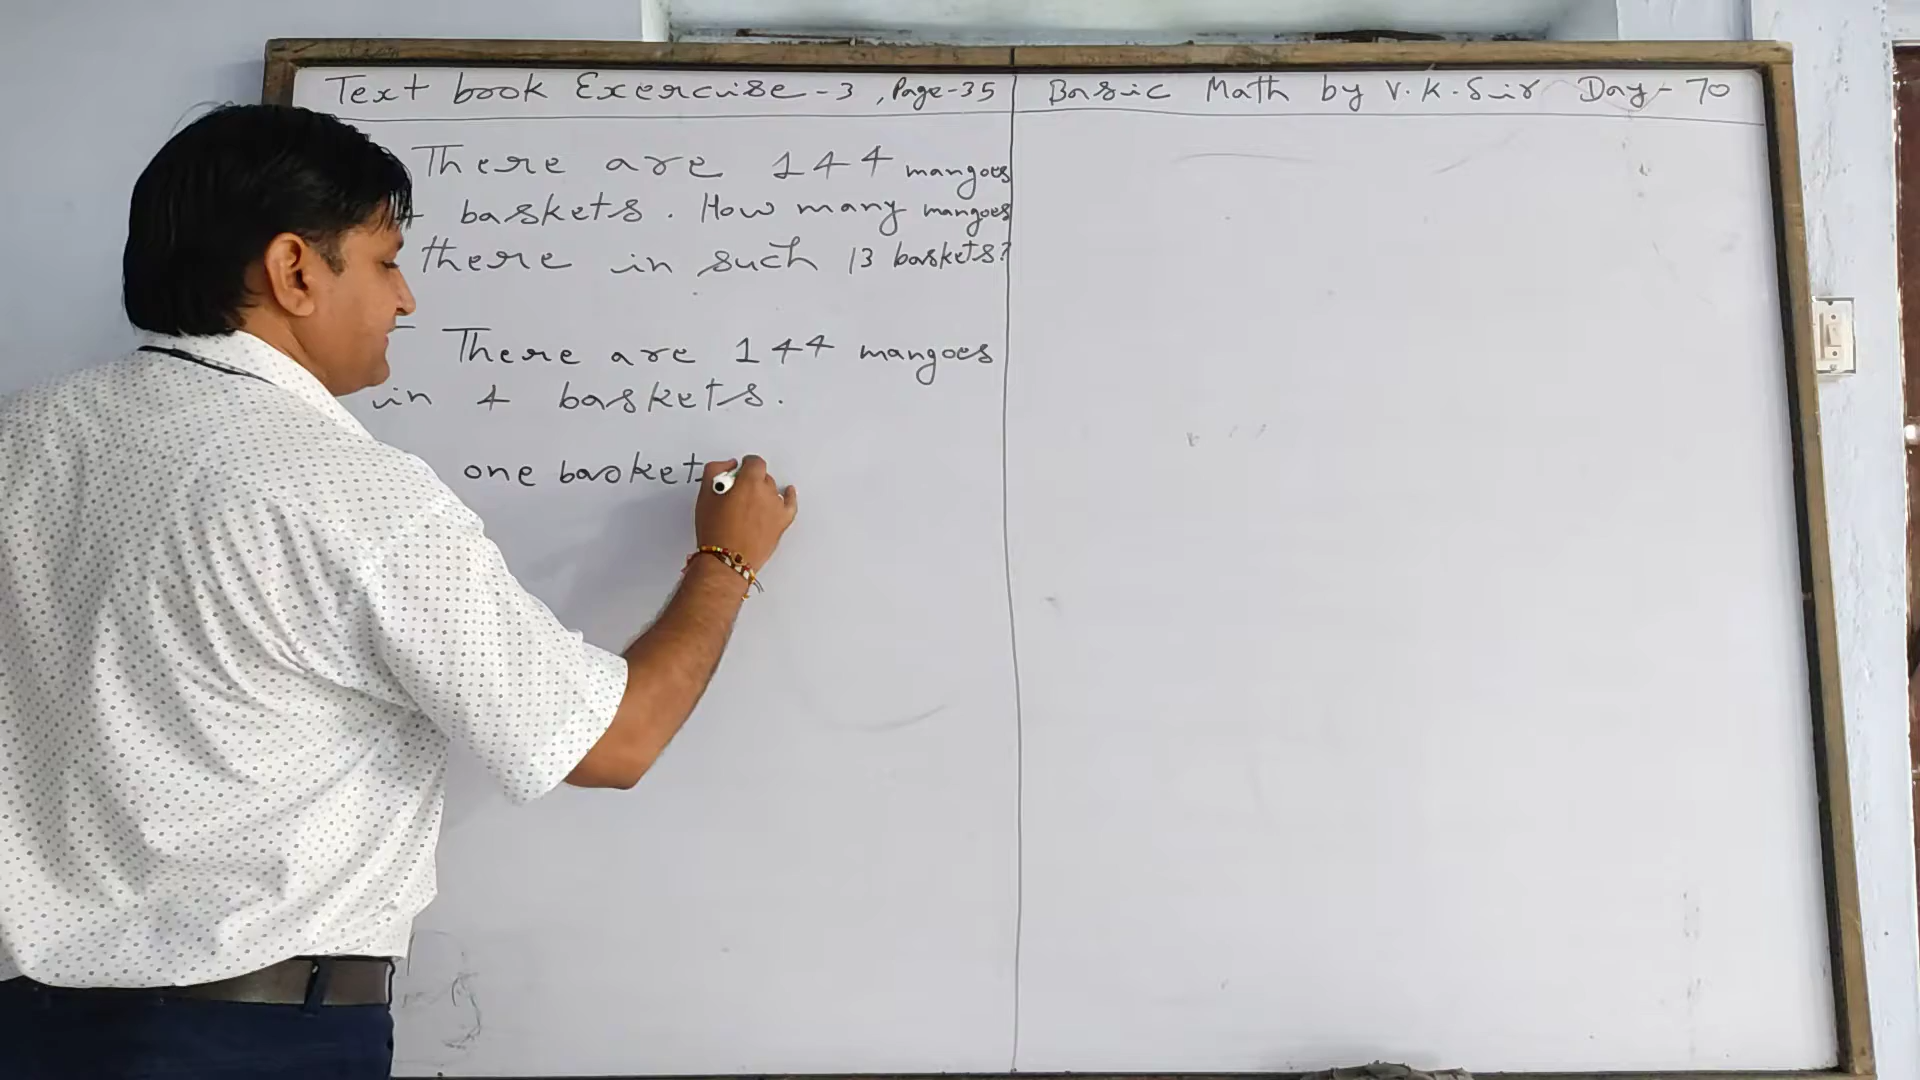 Text book Exercise-3, Page-35
Basic Math by V.K.Sir Day-70
There are 144 mangoes
4 baskets. How many mangoes
there in such 13 baskets?
There are 144 mangoes
in 4 baskets.
one basket